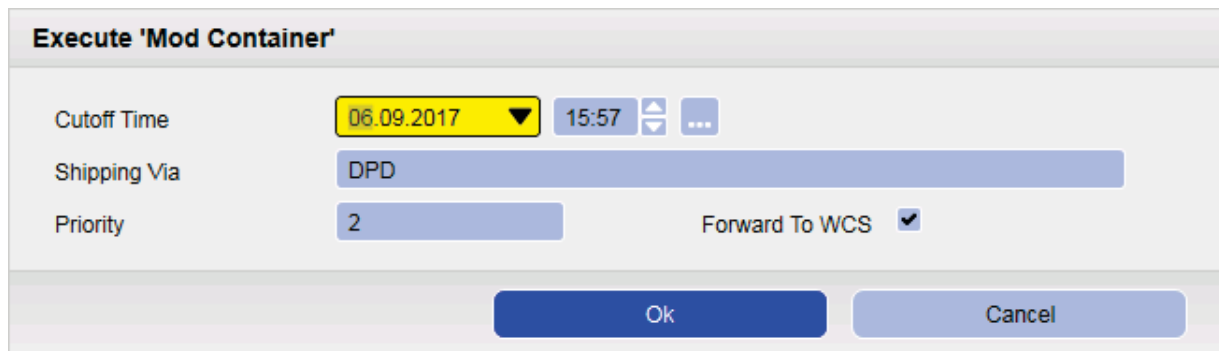 Execute 'Mod Container'
Cutoff Time 06.09.2017 15:57 ...
Shipping Via DPD
Priority 2 Forward To WCS
Ok Cancel